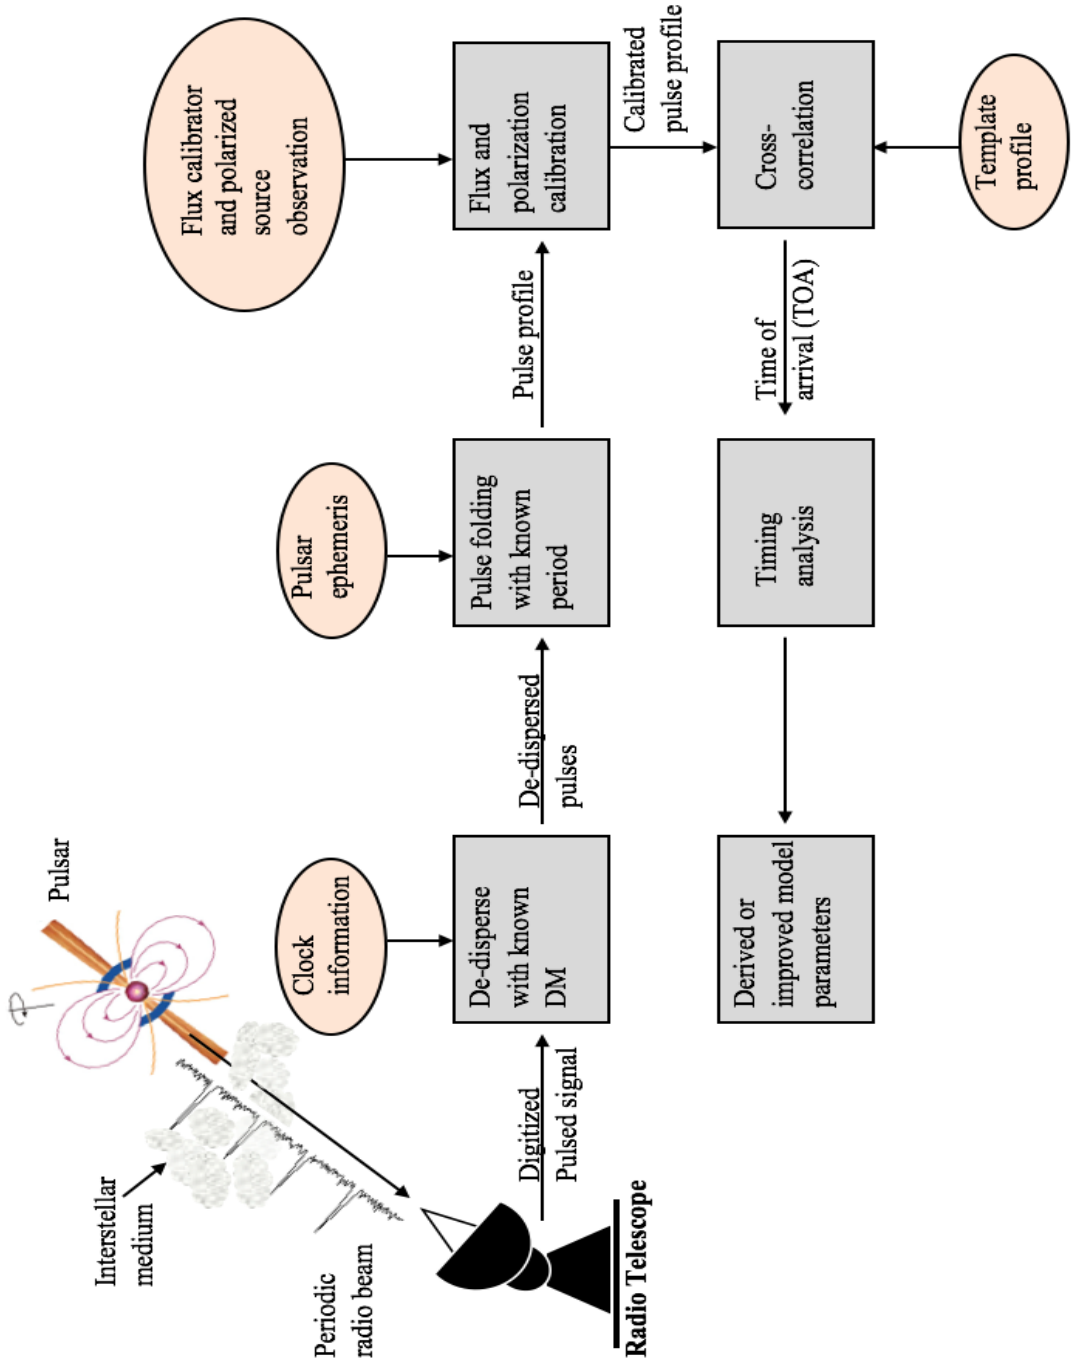 Pulsar
Interstellar
medium
Periodic
radio beam
Radio Telescope
Digitized
Pulsed signal
Clock
information
De-disperse
with known
DM
De-dispersed
pulses
Pulsar
ephemeris
Pulse folding
with known
period
Pulse profile
Flux calibrator
and polarized
source
observation
Flux and
polarization
calibration
Calibrated
pulse profile
Cross-
correlation
Template
profile
Time of
arrival (TOA)
Timing
analysis
Derived or
improved model
parameters